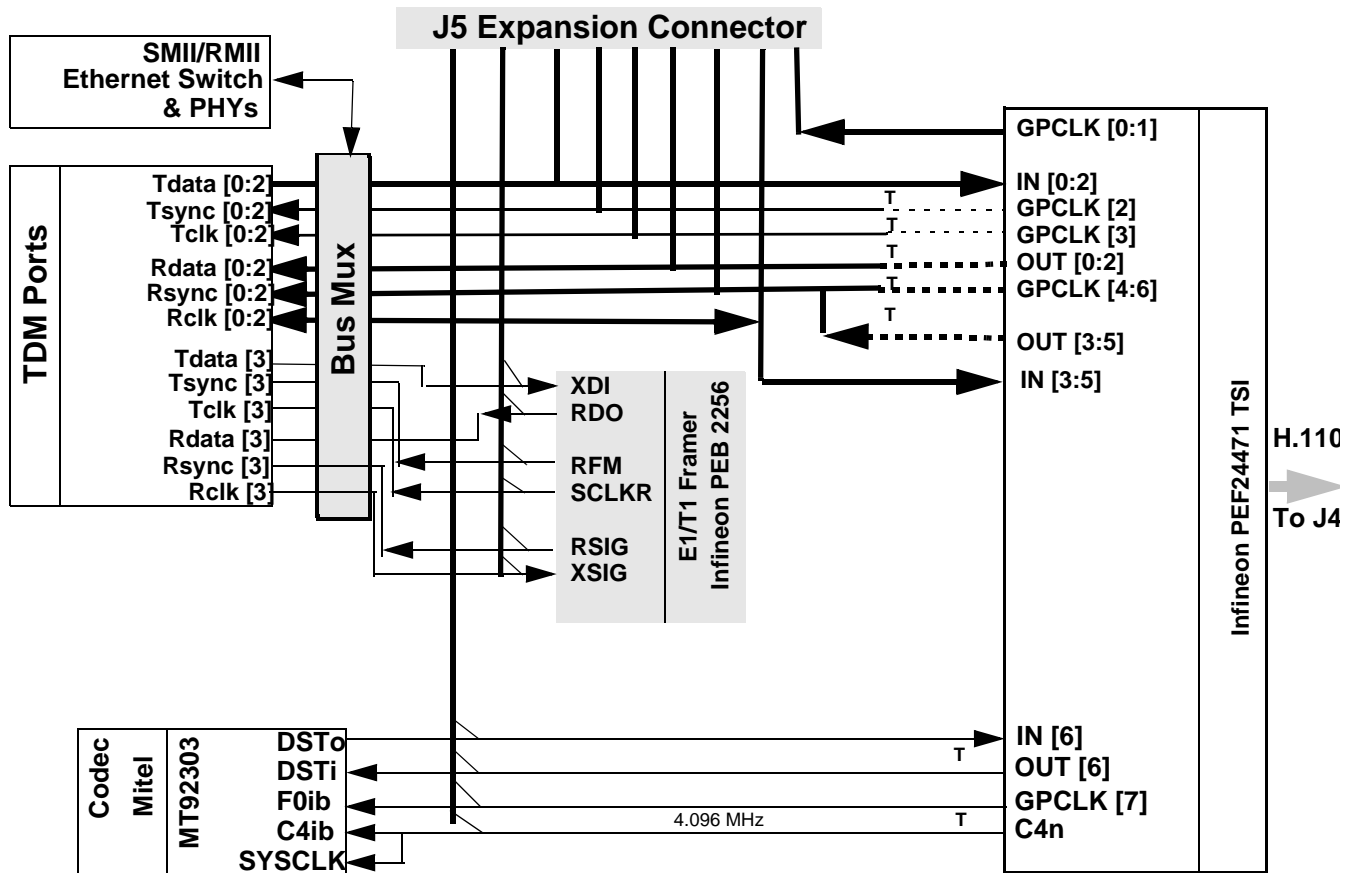 J5 Expansion Connector
SMII/RMII
Ethernet Switch
& PHYs
TDM Ports
Tdata [0:2]
Tsync [0:2]
Tclk [0:2]
Rdata [0:2]
Rsync [0:2]
Rclk [0:2]
Tdata [3]
Tsync [3]
Tclk [3]
Rdata [3]
Rsync [3]
Rclk [3]
Bus Mux
XDI
RDO
RFM
SCLKR
RSIG
XSIG
E1/T1 Framer
Infineon PEB 2256
T
T
T
T
T
GPCLK [0:1]
IN [0:2]
GPCLK [2]
GPCLK [3]
OUT [0:2]
GPCLK [4:6]
OUT [3:5]
IN [3:5]
Infineon PEF24471 TSI
H.110
To J4
Codec
Mitel
MT92303
DSTo
DSTi
F0ib
C4ib
SYSCLK
4.096 MHz
T
T
IN [6]
OUT [6]
GPCLK [7]
C4n